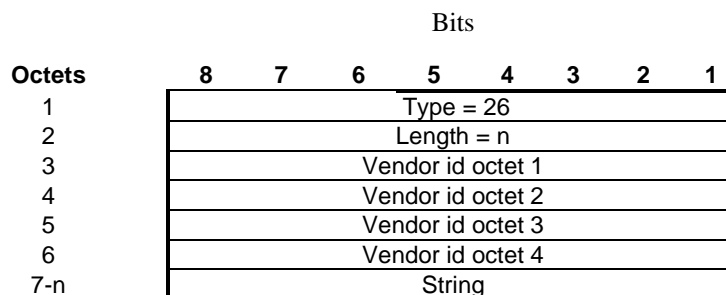 Bits
Octets 8 7 6 5 4 3 2 1
1 Type = 26
2 Length = n
3 Vendor id octet 1
4 Vendor id octet 2
5 Vendor id octet 3
6 Vendor id octet 4
7-n String